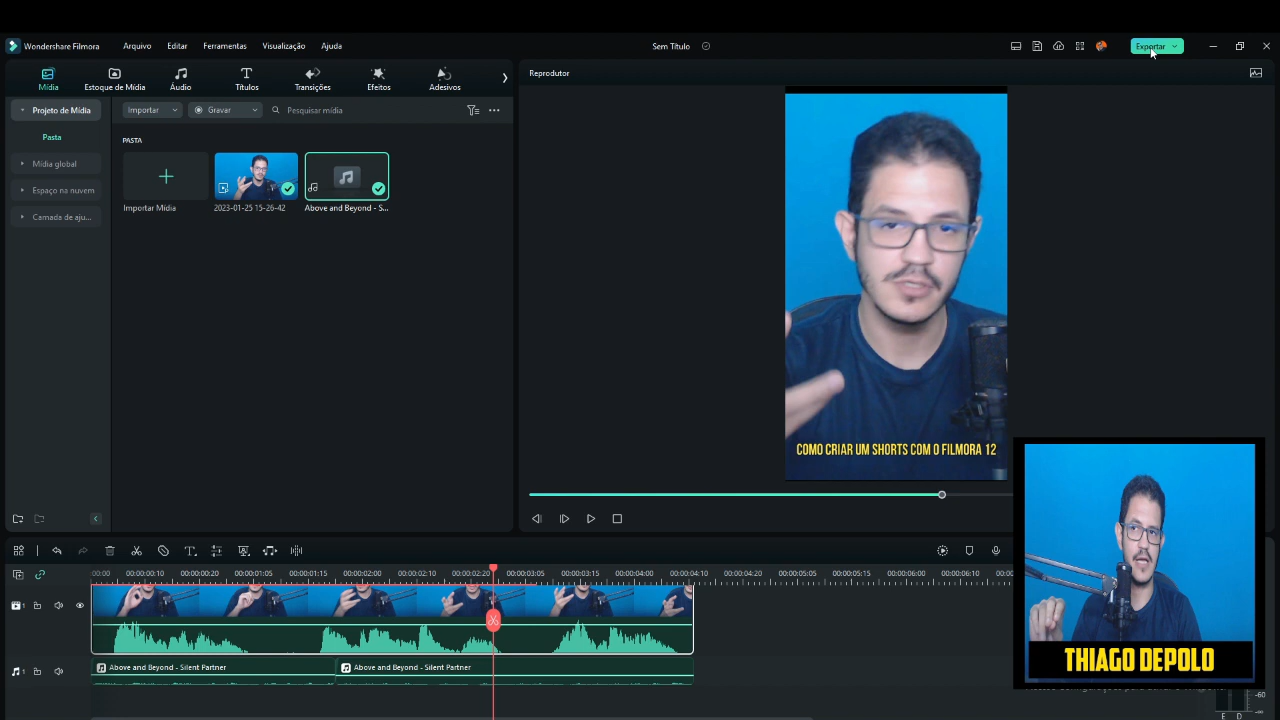 Wondershare Filmora
Arquivo
Editar
Ferramentas
Visualização
Ajuda
Sem Título
Exportar
Mídia
Estoque de Mídia
Áudio
Títulos
Transições
Efeitos
Adesivos
Reprodutor
Projeto de Mídia
Importar
Gravar
Pesquisar mídia
Pasta
PASTA
Mídia global
Espaço na nuvem
Camada de aju...
Importar Mídia
2023-01-25 15-26-42
Above and Beyond - S...
COMO CRIAR UM SHORTS COM O FILMORA 12
:00:00
00:00:00:10
00:00:00:20
00:00:01:05
00:00:01:15
00:00:02:00
00:00:02:10
00:00:02:20
00:00:03:05
00:00:03:15
00:00:04:00
00:00:04:10
00:00:04:20
00:00:05:05
00:00:05:15
00:00:06:00
00:00:06:10
1
Above and Beyond - Silent Partner
Above and Beyond - Silent Partner
1
THIAGO DEPOLO
-60
E D